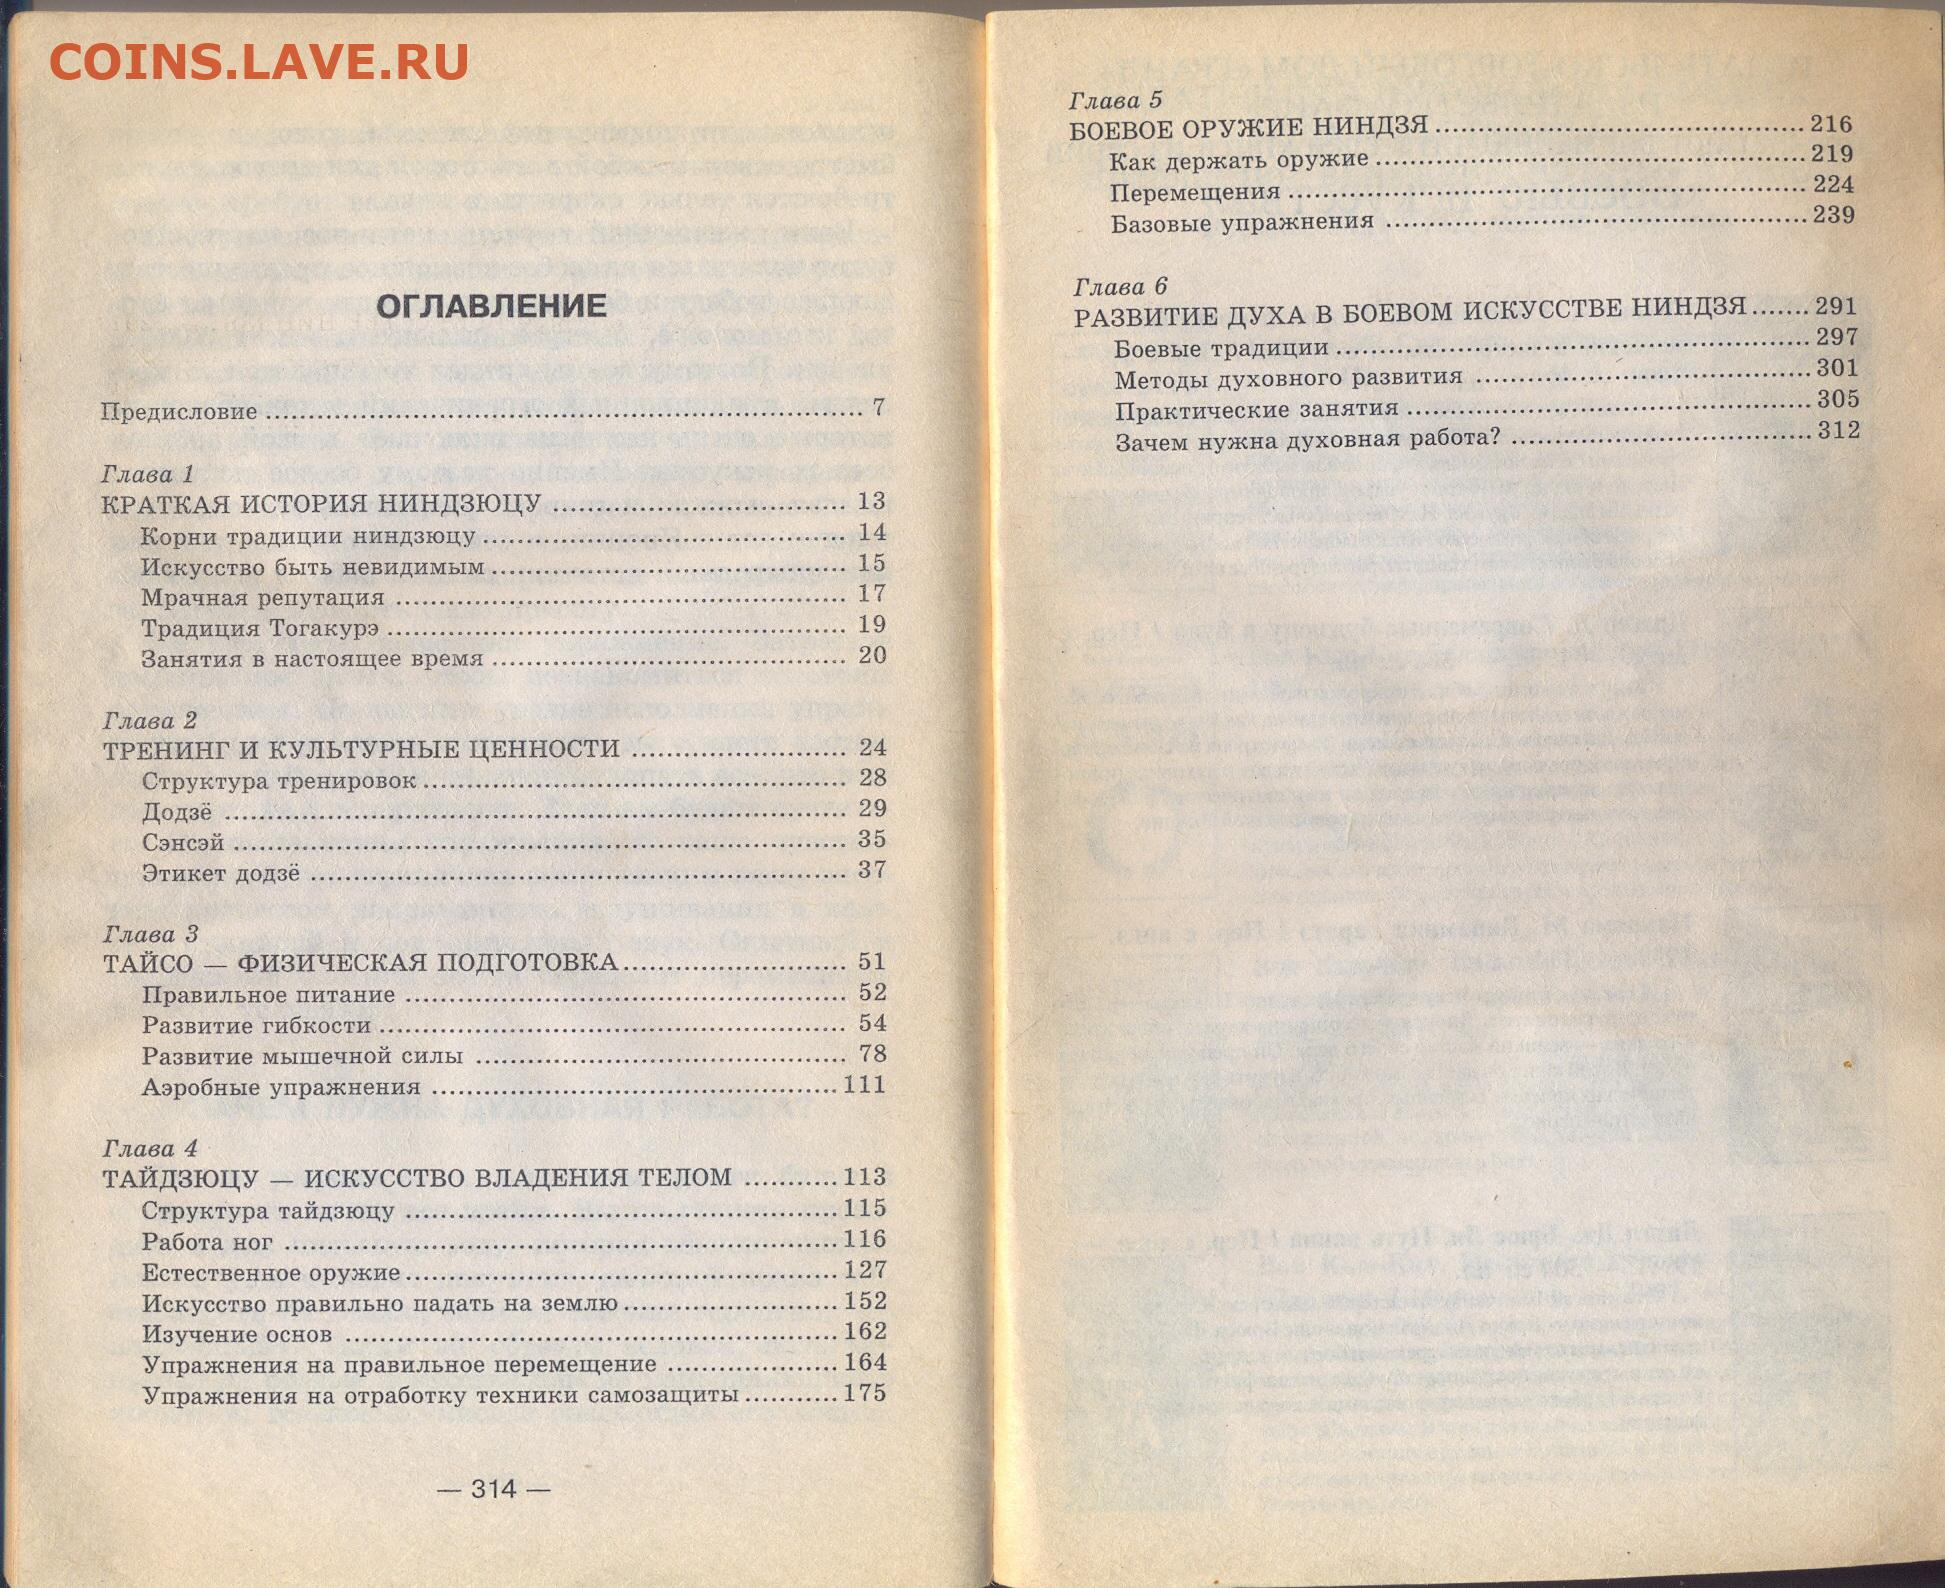 COINS.LAVE.RU
ОГЛАВЛЕНИЕ
Предисловие ........ 7
Глава 1
КРАТКАЯ ИСТОРИЯ НИНДЗЮЦУ ........ 13
Корни традиции ниндзюцу ........ 14
Искусство быть невидимым ........ 15
Мрачная репутация ........ 17
Традиция Тогакурэ ........ 19
Занятия в настоящее время ........ 20
Глава 2
ТРЕНИНГ И КУЛЬТУРНЫЕ ЦЕННОСТИ ........ 24
Структура тренировок ........ 28
Додзё ........ 29
Сэнсэй ........ 35
Этикет додзё ........ 37
Глава 3
ТАЙСО — ФИЗИЧЕСКАЯ ПОДГОТОВКА ........ 51
Правильное питание ........ 52
Развитие гибкости ........ 54
Развитие мышечной силы ........ 78
Аэробные упражнения ........ 111
Глава 4
ТАЙДЗЮЦУ — ИСКУССТВО ВЛАДЕНИЯ ТЕЛОМ ........ 113
Структура тайдзюцу ........ 115
Работа ног ........ 116
Естественное оружие ........ 127
Искусство правильно падать на землю ........ 152
Изучение основ ........ 162
Упражнения на правильное перемещение ........ 164
Упражнения на отработку техники самозащиты ........ 175
— 314 —
Глава 5
БОЕВОЕ ОРУЖИЕ НИНДЗЯ ........ 216
Как держать оружие ........ 219
Перемещения ........ 224
Базовые упражнения ........ 239
Глава 6
РАЗВИТИЕ ДУХА В БОЕВОМ ИСКУССТВЕ НИНДЗЯ ....... 291
Боевые традиции ........ 297
Методы духовного развития ........ 301
Практические занятия ........ 305
Зачем нужна духовная работа? ........ 312